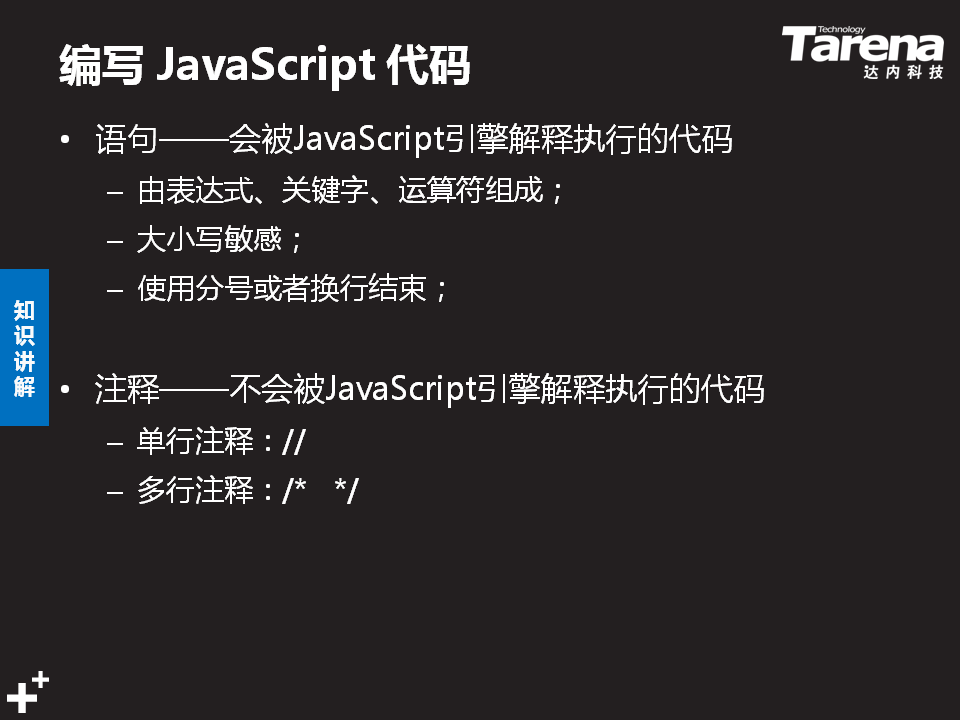 编写 JavaScript 代码
Technology
Tarena
达内科技
• 语句——会被JavaScript引擎解释执行的代码
– 由表达式、关键字、运算符组成；
– 大小写敏感；
– 使用分号或者换行结束；
知识讲解
• 注释——不会被JavaScript引擎解释执行的代码
– 单行注释：//
– 多行注释：/* */